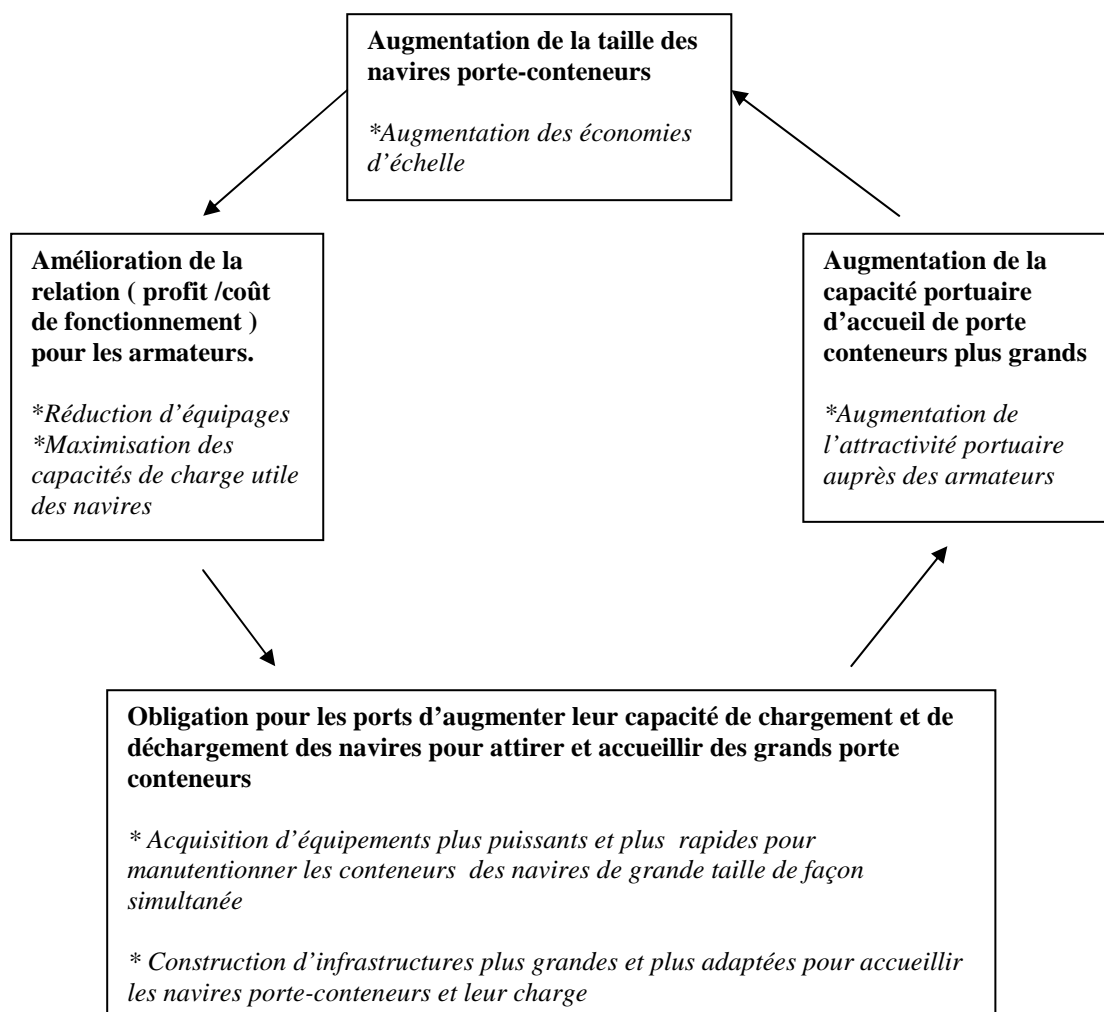 Augmentation de la taille des
navires porte-conteneurs
*Augmentation des économies
d’échelle
Amélioration de la
relation ( profit /coût
de fonctionnement )
pour les armateurs.
*Réduction d’équipages
*Maximisation des
capacités de charge utile
des navires
Augmentation de la
capacité portuaire
d’accueil de porte
conteneurs plus grands
*Augmentation de
l’attractivité portuaire
auprès des armateurs
Obligation pour les ports d’augmenter leur capacité de chargement et de
déchargement des navires pour attirer et accueillir des grands porte
conteneurs
* Acquisition d’équipements plus puissants et plus rapides pour
manutentionner les conteneurs des navires de grande taille de façon
simultanée
* Construction d’infrastructures plus grandes et plus adaptées pour accueillir
les navires porte-conteneurs et leur charge